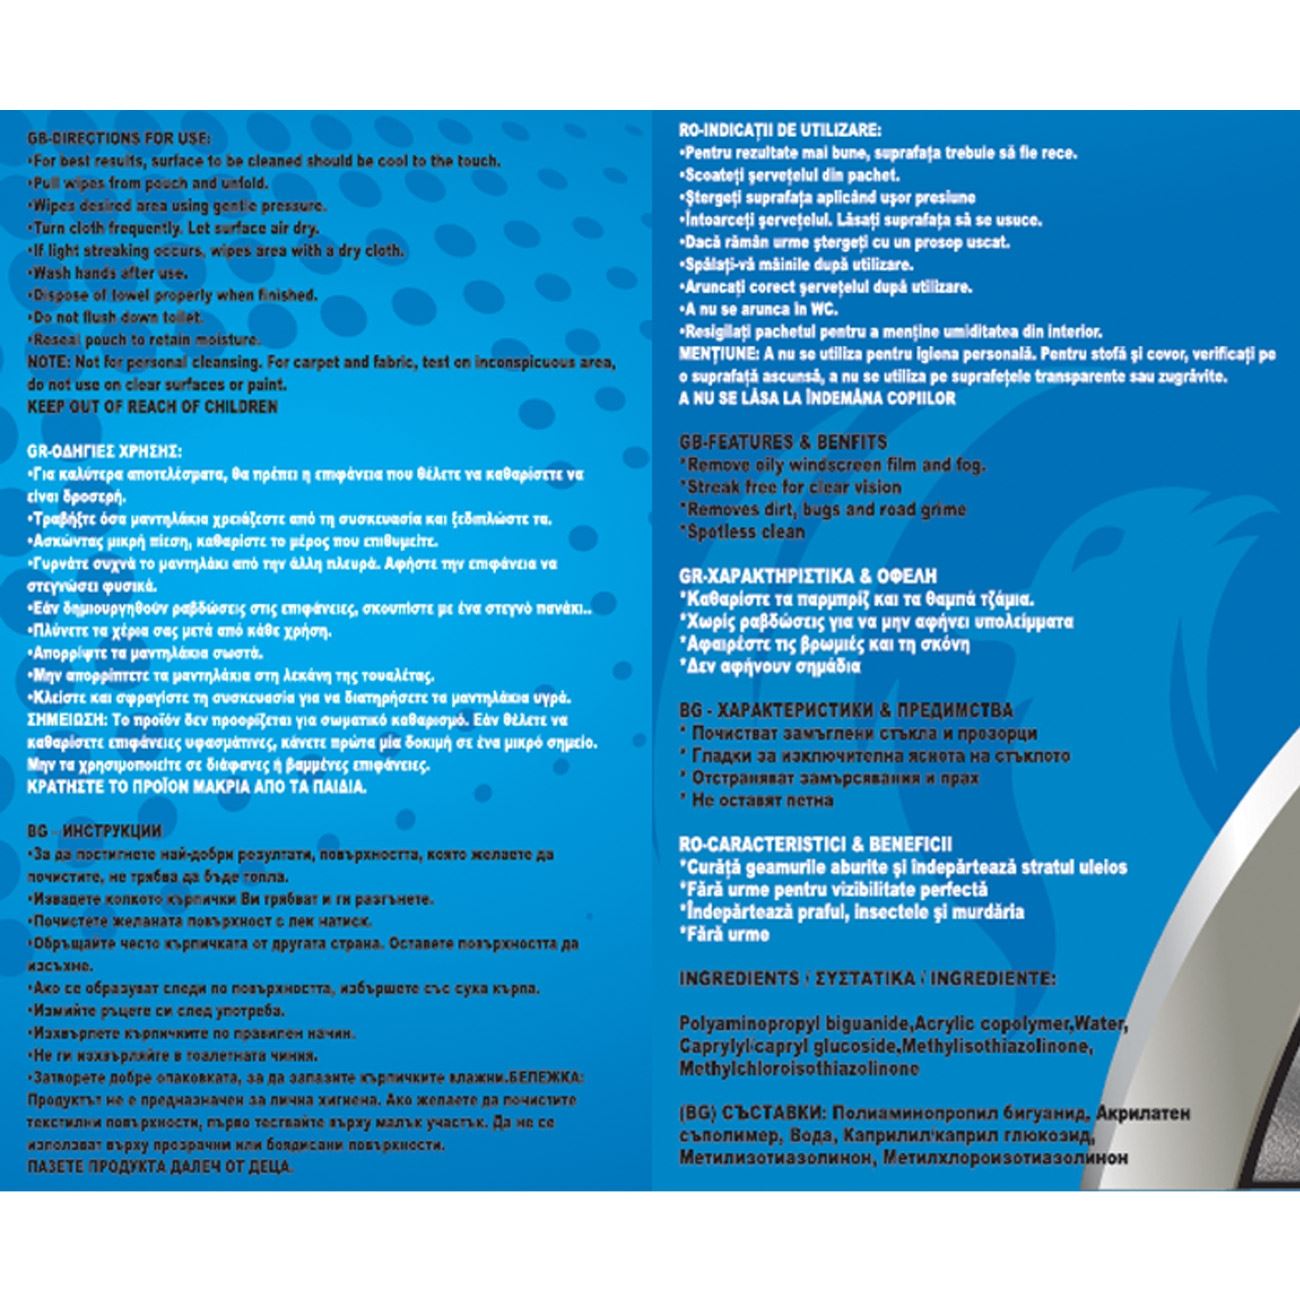 GB-DIRECTIONS FOR USE:
•For best results, surface to be cleaned should be cool to the touch.
•Pull wipes from pouch and unfold.
•Wipes desired area using gentle pressure.
•Turn cloth frequently. Let surface air dry.
•If light streaking occurs, wipes area with a dry cloth.
•Wash hands after use.
•Dispose of towel properly when finished.
•Do not flush down toilet.
•Reseal pouch to retain moisture.
NOTE: Not for personal cleansing. For carpet and fabric, test on inconspicuous area,
do not use on clear surfaces or paint.
KEEP OUT OF REACH OF CHILDREN
GR-ΟΔΗΓΙΕΣ ΧΡΗΣΗΣ:
•Για καλύτερα αποτελέσματα, θα πρέπει η επιφάνεια που θέλετε να καθαρίσετε να
είναι δροσερή.
•Τραβήξτε όσα μαντηλάκια χρειάζεστε από τη συσκευασία και ξεδιπλώστε τα.
•Ασκώντας μικρή πίεση, καθαρίστε το μέρος που επιθυμείτε.
•Γυρνάτε συχνά το μαντηλάκι από την άλλη πλευρά. Αφήστε την επιφάνεια να
στεγνώσει φυσικά.
•Εάν δημιουργηθούν ραβδώσεις στις επιφάνειες, σκουπίστε με ένα στεγνό πανάκι..
•Πλύνετε τα χέρια σας μετά από κάθε χρήση.
•Απορρίψτε τα μαντηλάκια σωστά.
•Μην απορρίπτετε τα μαντηλάκια στη λεκάνη της τουαλέτας.
•Κλείστε και σφραγίστε τη συσκευασία για να διατηρήσετε τα μαντηλάκια υγρά.
ΣΗΜΕΙΩΣΗ: Το προϊόν δεν προορίζεται για σωματικό καθαρισμό. Εάν θέλετε να
καθαρίσετε επιφάνειες υφασμάτινες, κάνετε πρώτα μία δοκιμή σε ένα μικρό σημείο.
Μην τα χρησιμοποιείτε σε διάφανες ή βαμμένες επιφάνειες.
ΚΡΑΤΗΣΤΕ ΤΟ ΠΡΟΪΟΝ ΜΑΚΡΙΑ ΑΠΟ ΤΑ ΠΑΙΔΙΑ.
BG - ИНСТРУКЦИИ
•За да постигнете най-добри резултати, повърхността, която желаете да
почистите, не трябва да бъде топла.
•Извадете колкото кърпички Ви трябват и ги разгънете.
•Почистете желаната повърхност с лек натиск.
•Обръщайте често кърпичката от другата страна. Оставете повърхността да
изсъхне.
•Ако се образуват следи по повърхността, избършете със суха кърпа.
•Измийте ръцете си след употреба.
•Изхвърлете кърпичките по правилен начин.
•Не ги изхвърляйте в тоалетната чиния.
•Затворете добре опаковката, за да запазите кърпичките влажни.БЕЛЕЖКА:
Продуктът не е предназначен за лична хигиена. Ако желаете да почистите
текстилни повърхности, първо тествайте върху малък участък. Да не се
използват върху прозрачни или боядисани повърхности.
ПАЗЕТЕ ПРОДУКТА ДАЛЕЧ ОТ ДЕЦА.
RO-INDICAȚII DE UTILIZARE:
•Pentru rezultate mai bune, suprafața trebuie să fie rece.
•Scoateți șervețelul din pachet.
•Ștergeți suprafața aplicând ușor presiune
•Întoarceți șervețelul. Lăsați suprafața să se usuce.
•Dacă rămân urme ștergeți cu un prosop uscat.
•Spălați-vă mâinile după utilizare.
•Aruncați corect șervețelul după utilizare.
•A nu se arunca în WC.
•Resigilați pachetul pentru a menține umiditatea din interior.
MENȚIUNE: A nu se utiliza pentru igiena personală. Pentru stofă și covor, verificați pe
o suprafață ascunsă, a nu se utiliza pe suprafețele transparente sau zugrăvite.
A NU SE LĂSA LA ÎNDEMÂNA COPIILOR
GB-FEATURES & BENFITS
*Remove oily windscreen film and fog.
*Streak free for clear vision
*Removes dirt, bugs and road grime
*Spotless clean
GR-ΧΑΡΑΚΤΗΡΙΣΤΙΚΑ & ΟΦΕΛΗ
*Καθαρίστε τα παρμπρίζ και τα θαμπά τζάμια.
*Χωρίς ραβδώσεις για να μην αφήνει υπολείμματα
*Αφαιρέστε τις βρωμιές και τη σκόνη
*Δεν αφήνουν σημάδια
BG - ХАРАКТЕРИСТИКИ & ПРЕДИМСТВА
* Почистват замъглени стъкла и прозорци
* Гладки за изключителна яснота на стъклото
* Отстраняват замърсявания и прах
* Не оставят петна
RO-CARACTERISTICI & BENEFICII
*Curăță geamurile aburite și îndepărtează stratul uleios
*Fără urme pentru vizibilitate perfectă
*Îndepărtează praful, insectele și murdăria
*Fără urme
INGREDIENTS / ΣΥΣΤΑΤΙΚΑ / INGREDIENTE:
Polyaminopropyl biguanide,Acrylic copolymer,Water,
Caprylyl/capryl glucoside,Methylisothiazolinone,
Methylchloroisothiazolinone
(BG) СЪСТАВКИ: Полиаминопропил бигуанид, Акрилатен
съполимер, Вода, Каприлил/каприл глюкозид,
Метилизотиазолинон, Метилхлороизотиазолинон